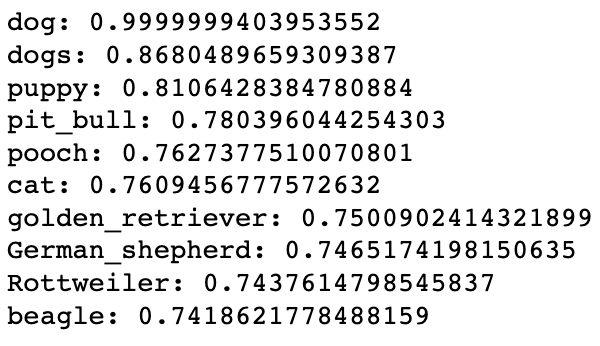 dog: 0.9999999403953552
dogs: 0.8680489659309387
puppy: 0.8106428384780884
pit_bull: 0.780396044254303
pooch: 0.7627377510070801
cat: 0.7609456777572632
golden_retriever: 0.7500902414321899
German_shepherd: 0.7465174198150635
Rottweiler: 0.7437614798545837
beagle: 0.7418621778488159